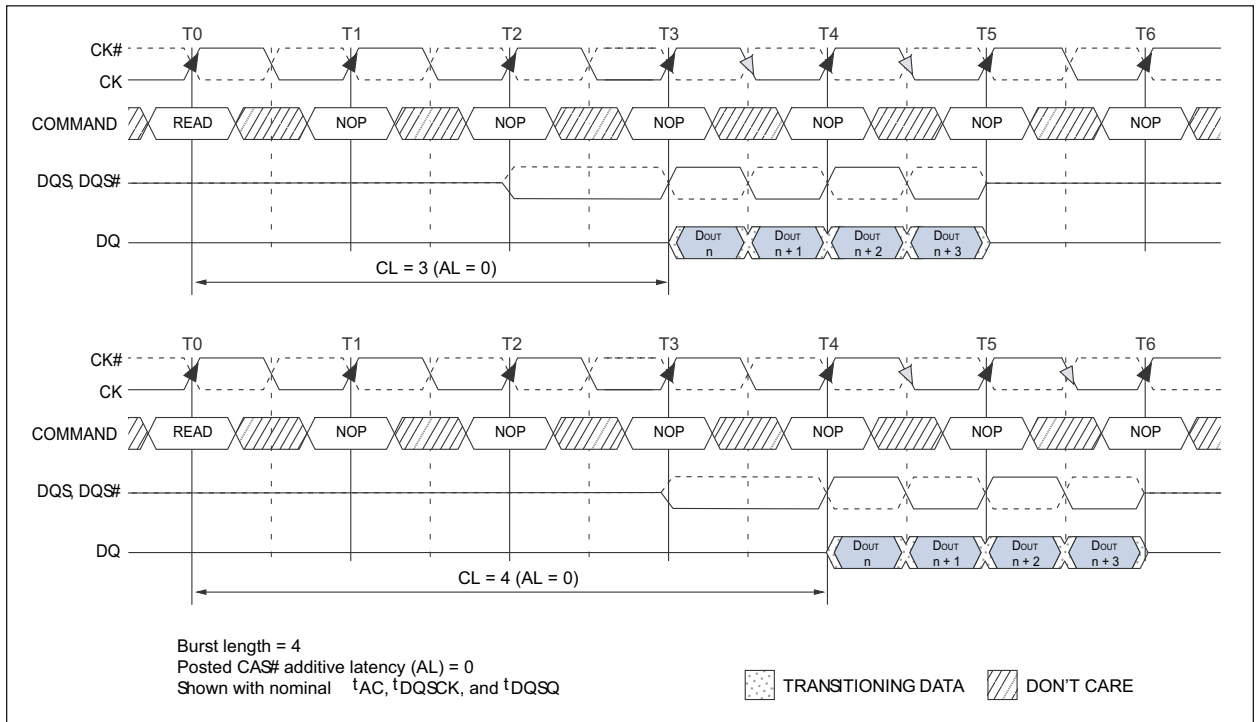 T0 T1 T2 T3 T4 T5 T6
CK#
CK
COMMAND READ NOP NOP NOP NOP NOP NOP
DQS, DQS#
DQ DOUT n DOUT n + 1 DOUT n + 2 DOUT n + 3
CL = 3 (AL = 0)
T0 T1 T2 T3 T4 T5 T6
CK#
CK
COMMAND READ NOP NOP NOP NOP NOP NOP
DQS, DQS#
DQ DOUT n DOUT n + 1 DOUT n + 2 DOUT n + 3
CL = 4 (AL = 0)
Burst length = 4
Posted CAS# additive latency (AL) = 0
Shown with nominal tAC, tDQSCK, and tDQSQ
TRANSITIONING DATA DON'T CARE